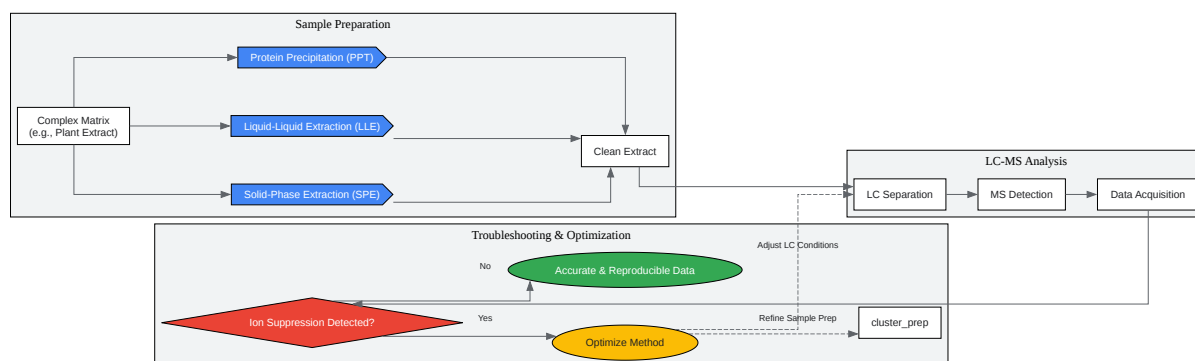 Sample Preparation
Protein Precipitation (PPT)
Complex Matrix
(e.g., Plant Extract)
Liquid-Liquid Extraction (LLE)
Clean Extract
Solid-Phase Extraction (SPE)
LC-MS Analysis
LC Separation
MS Detection
Data Acquisition
Troubleshooting & Optimization
Adjust LC Conditions
No
Accurate & Reproducible Data
Ion Suppression Detected?
Yes
Optimize Method
Refine Sample Prep
cluster_prep